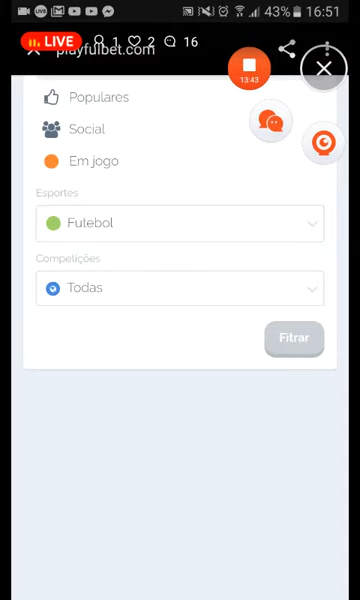 43% 16:51
LIVE 1 2 16
playfulbet.com
13:43
Populares
Social
Em jogo
Esportes
Futebol
Competições
Todas
Fitrar